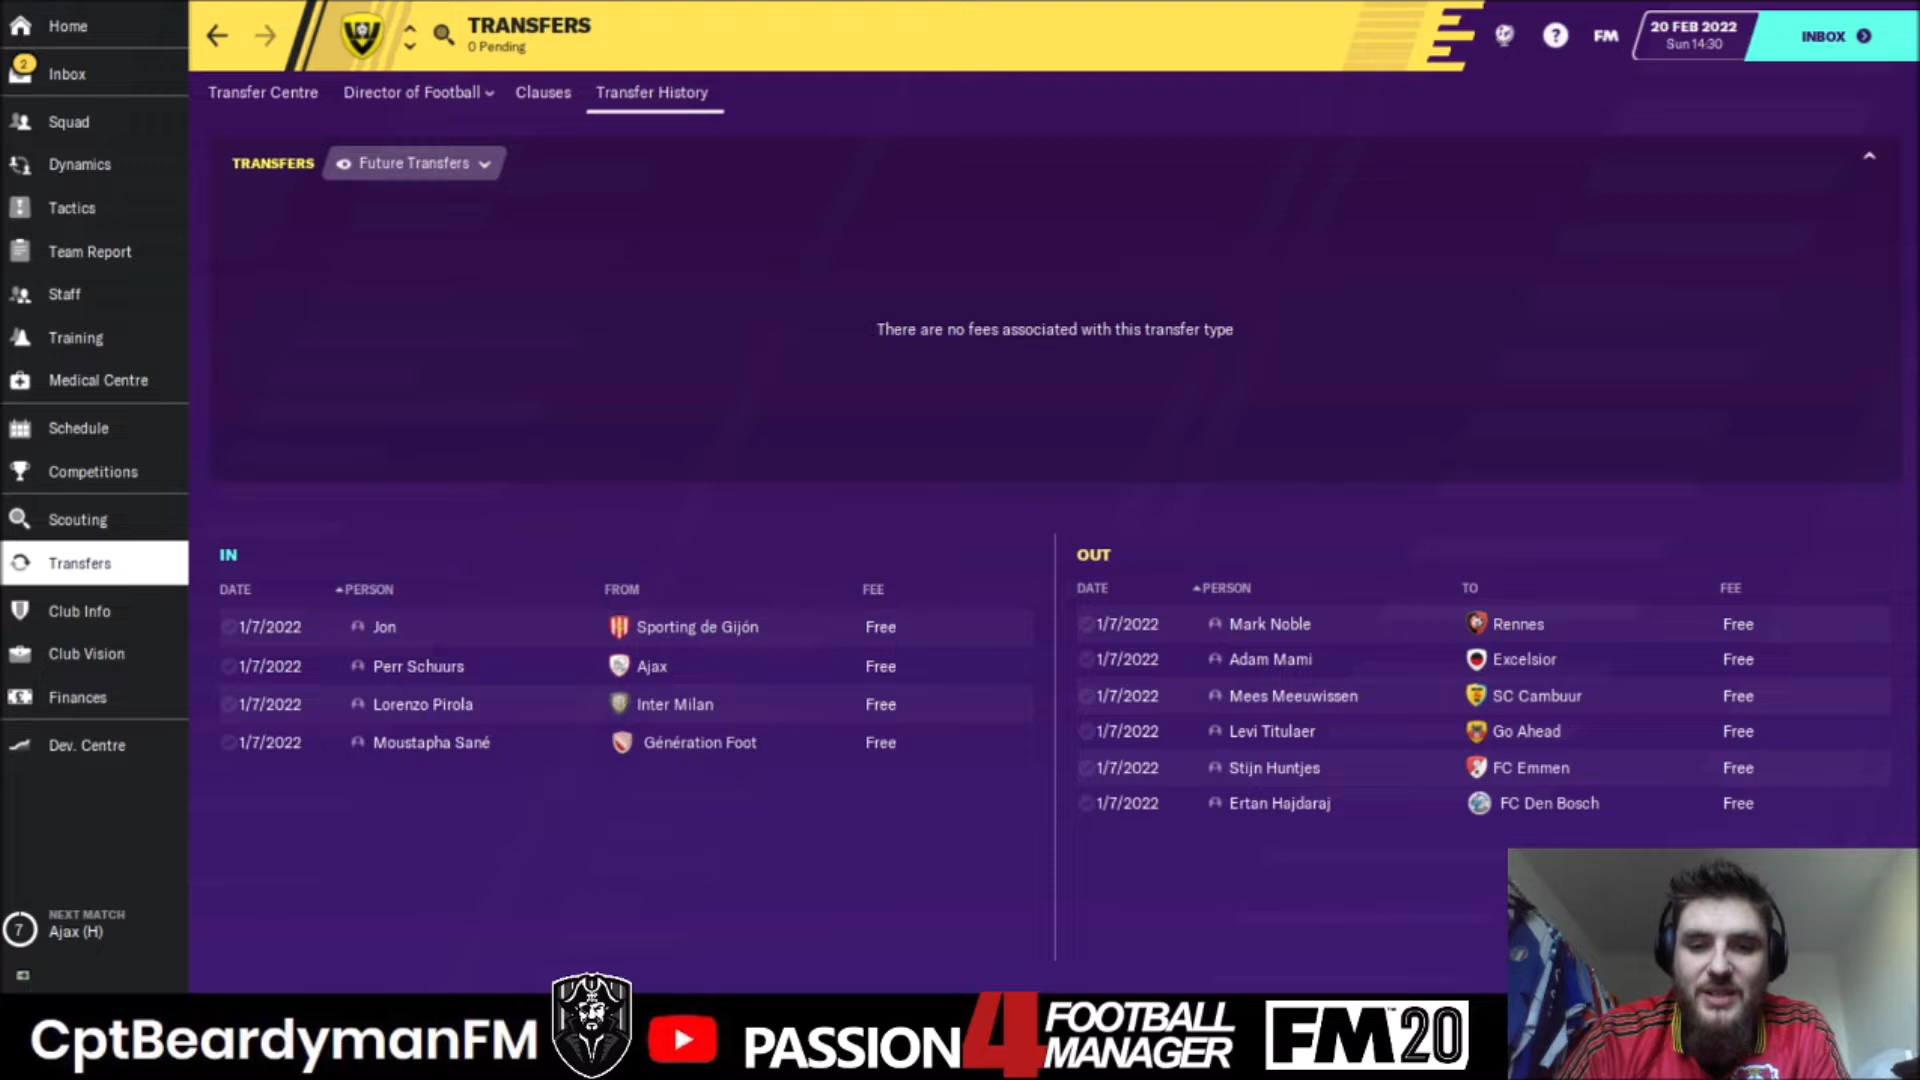 Home
2
Inbox
Squad
Dynamics
Tactics
Team Report
Staff
Training
Medical Centre
Schedule
Competitions
Scouting
Transfers
Club Info
Club Vision
Finances
Dev. Centre
NEXT MATCH
7 Ajax (H)
TRANSFERS
0 Pending
? FM
20 FEB 2022
Sun 14:30
INBOX
Transfer Centre Director of Football Clauses Transfer History
TRANSFERS Future Transfers
There are no fees associated with this transfer type
IN
DATE PERSON FROM FEE
1/7/2022 Jon Sporting de Gijón Free
1/7/2022 Perr Schuurs Ajax Free
1/7/2022 Lorenzo Pirola Inter Milan Free
1/7/2022 Moustapha Sané Génération Foot Free
OUT
DATE PERSON TO FEE
1/7/2022 Mark Noble Rennes Free
1/7/2022 Adam Mami Excelsior Free
1/7/2022 Mees Meeuwissen SC Cambuur Free
1/7/2022 Levi Titulaer Go Ahead Free
1/7/2022 Stijn Huntjes FC Emmen Free
1/7/2022 Ertan Hajdaraj FC Den Bosch Free
CptBeardymanFM
PASSION 4 FOOTBALL MANAGER
FM20